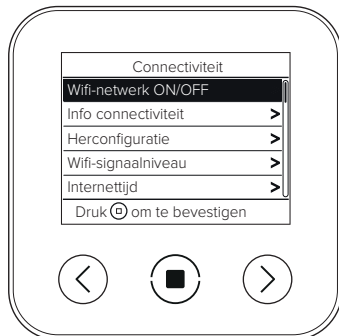 Connectiviteit
Wifi-netwerk ON/OFF
Info connectiviteit >
Herconfiguratie >
Wifi-signaalniveau >
Internettijd >
Druk om te bevestigen